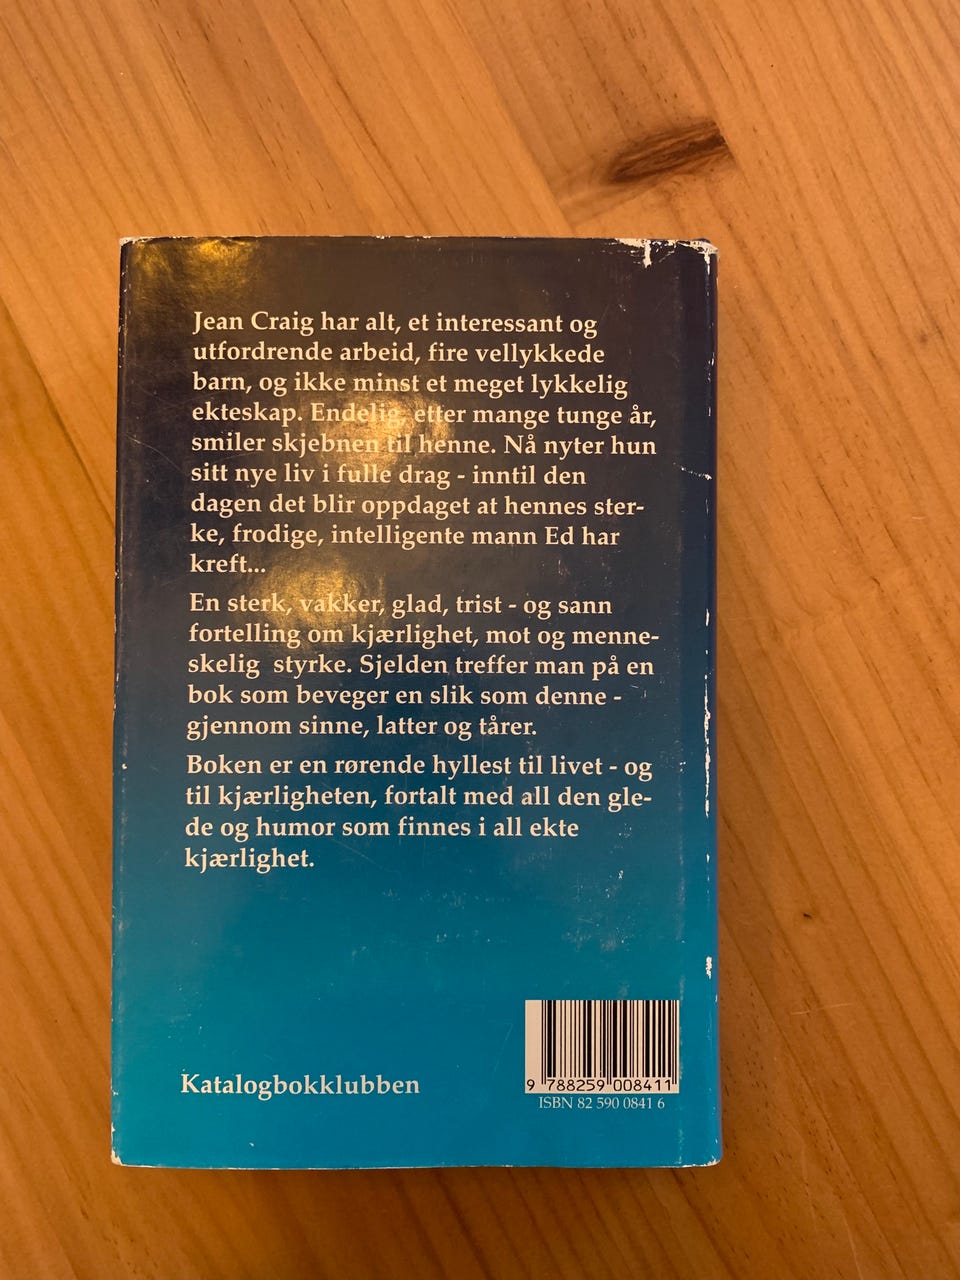 Jean Craig har alt, et interessant og
utfordrende arbeid, fire vellykkede
barn, og ikke minst et meget lykkelig
ekteskap. Endelig, etter mange tunge år,
smiler skjebnen til henne. Nå nyter hun
sitt nye liv i fulle drag - inntil den
dagen det blir oppdaget at hennes ster-
ke, frodige, intelligente mann Ed har
kreft...
En sterk, vakker, glad, trist - og sann
fortelling om kjærlighet, mot og menne-
skelig styrke. Sjelden treffer man på en
bok som beveger en slik som denne -
gjennom sinne, latter og tårer.
Boken er en rørende hyllest til livet - og
til kjærligheten, fortalt med all den gle-
de og humor som finnes i all ekte
kjærlighet.
Katalogbokklubben
9 788259 008411
ISBN 82 590 0841 6